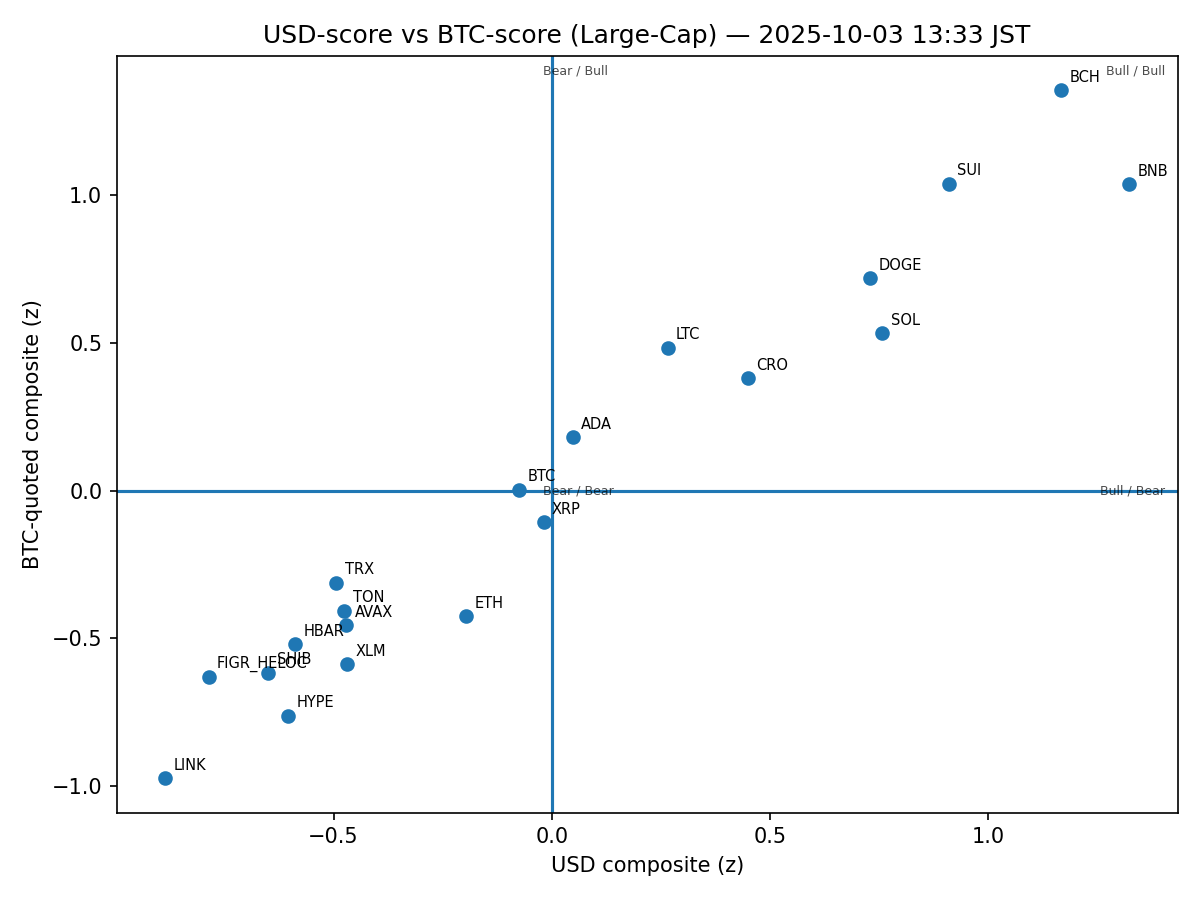 USD-score vs BTC-score (Large-Cap) — 2025-10-03 13:33 JST
Bear / Bull
Bull / Bull
BCH
SUI
BNB
DOGE
SOL
LTC
CRO
ADA
BTC
Bear / Bear
Bull / Bear
XRP
TRX
TON
AVAX
ETH
HBAR
XLM
SHIB
FIGR_HELOC
HYPE
LINK
1.0
0.5
0.0
−0.5
−1.0
BTC-quoted composite (z)
−0.5
0.0
0.5
1.0
USD composite (z)